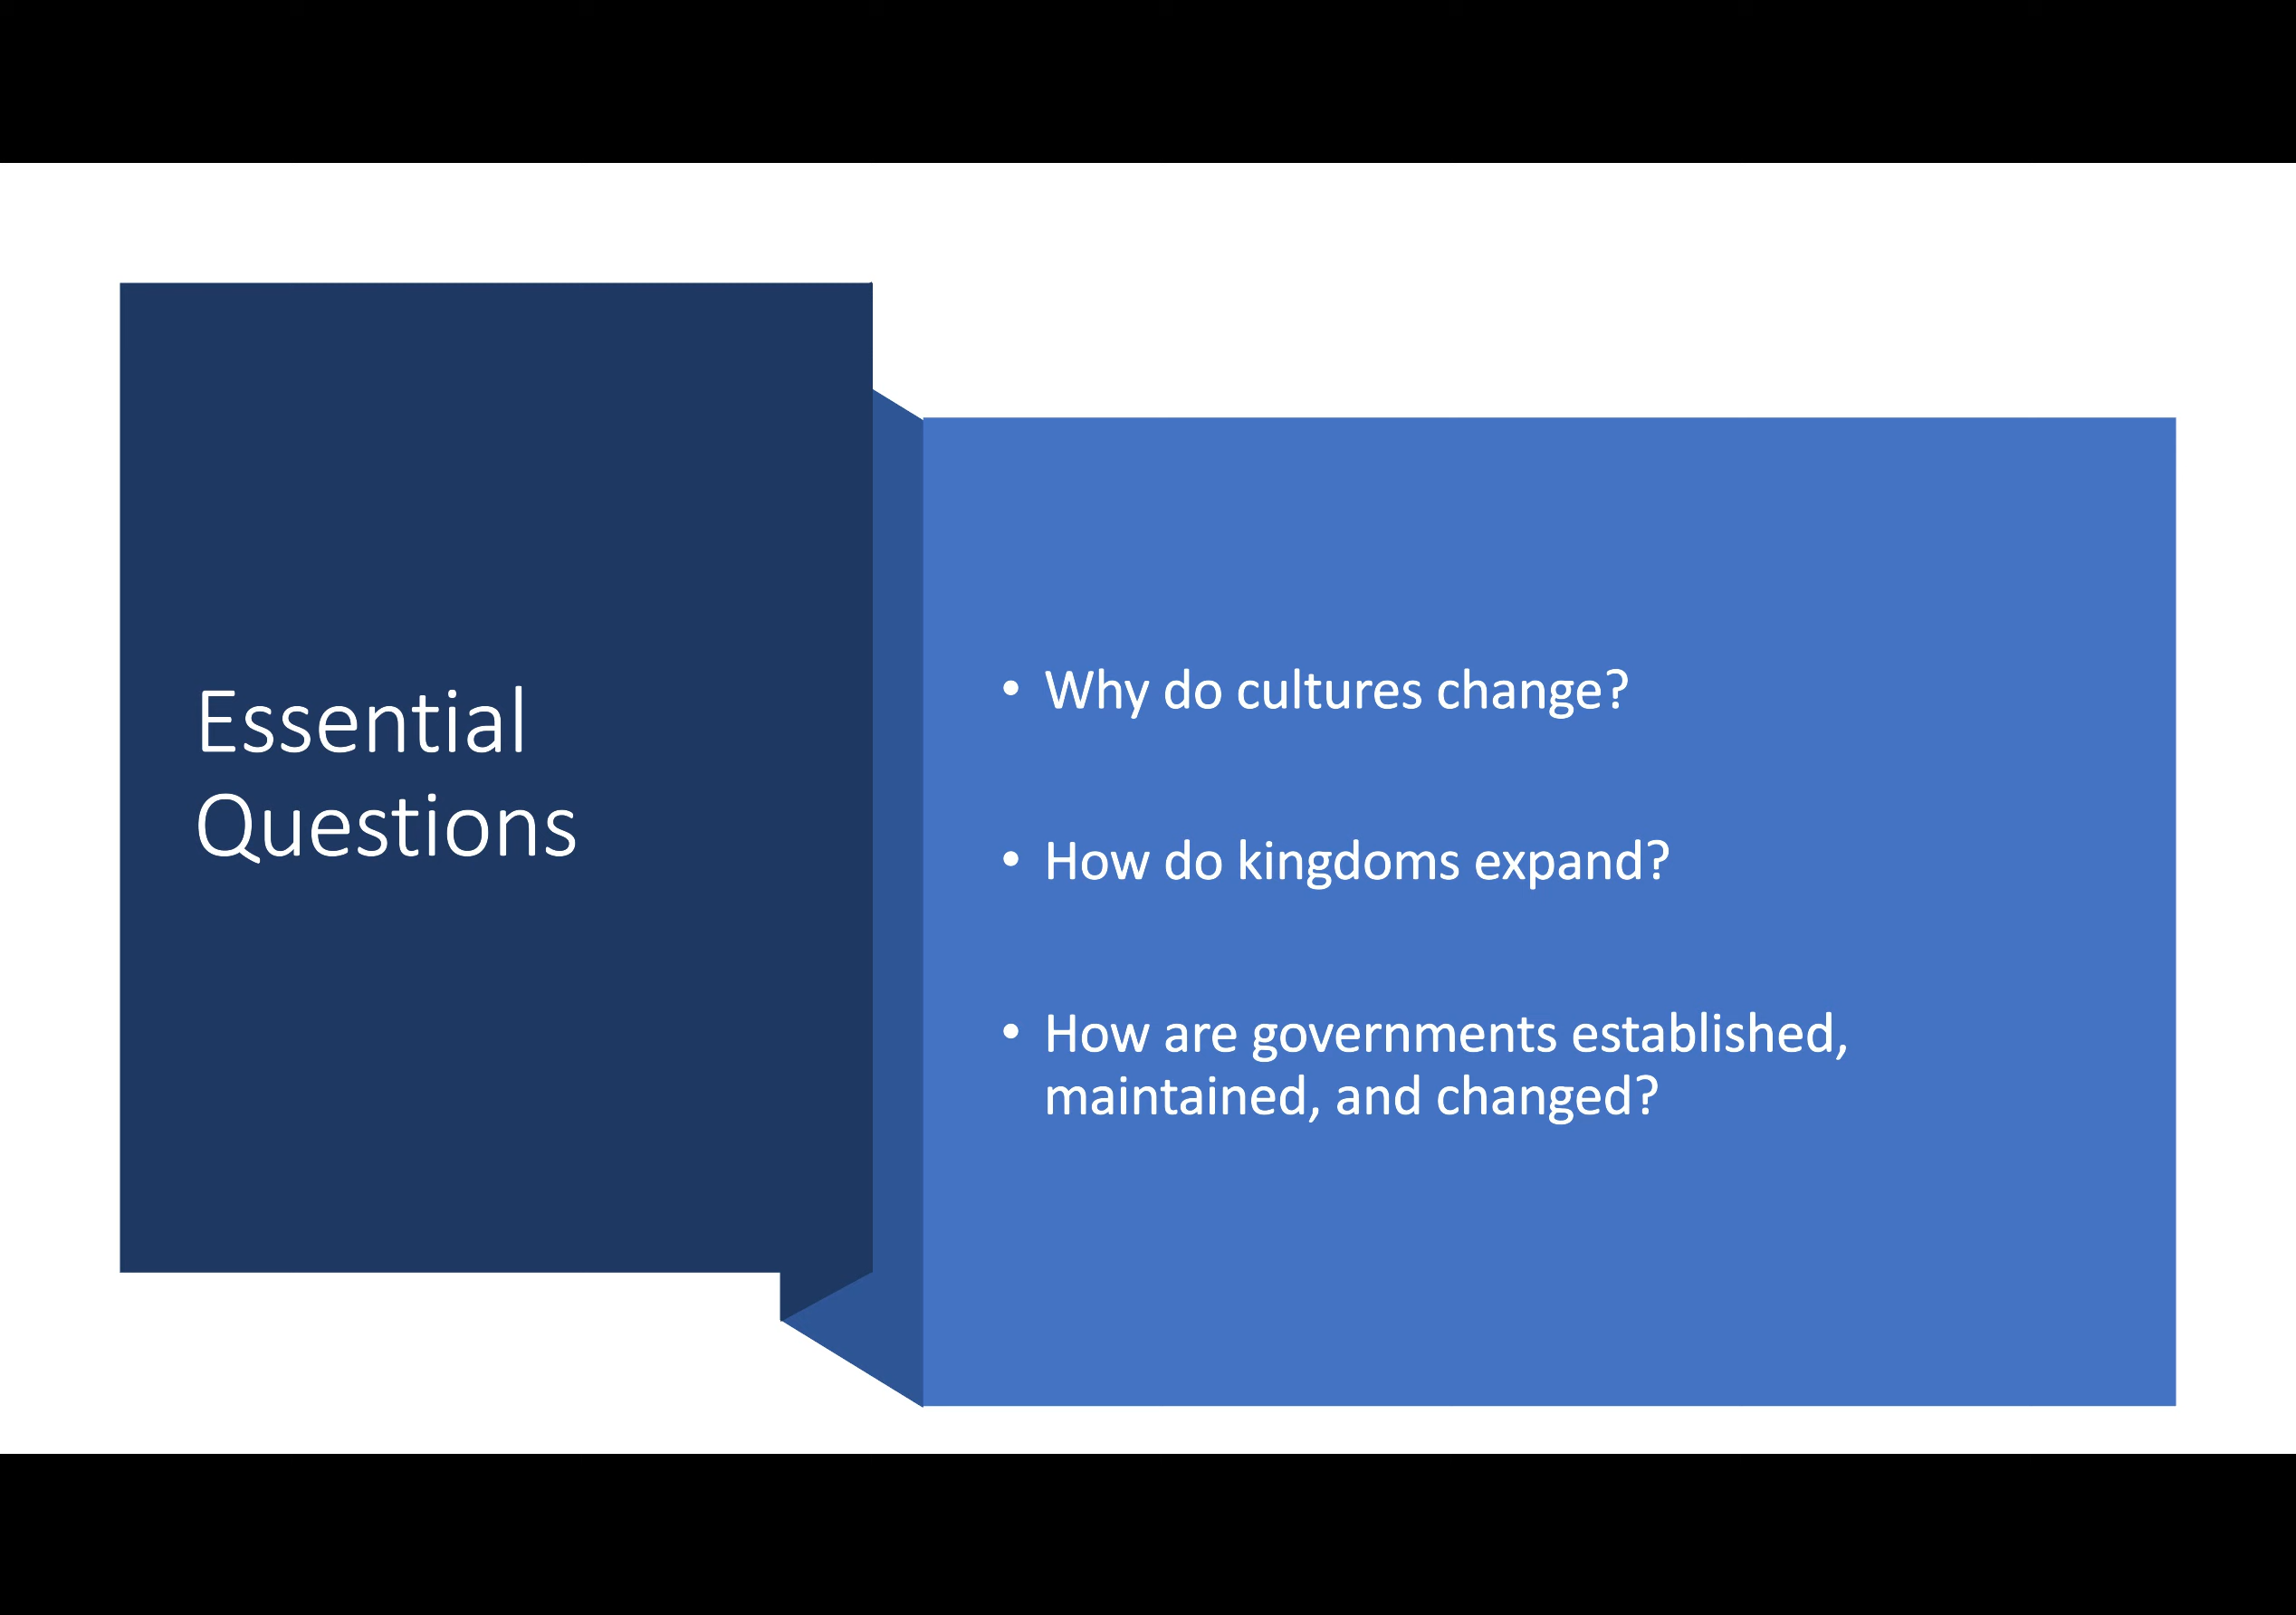 Essential
Questions
• Why do cultures change?
• How do kingdoms expand?
• How are governments established,
maintained, and changed?